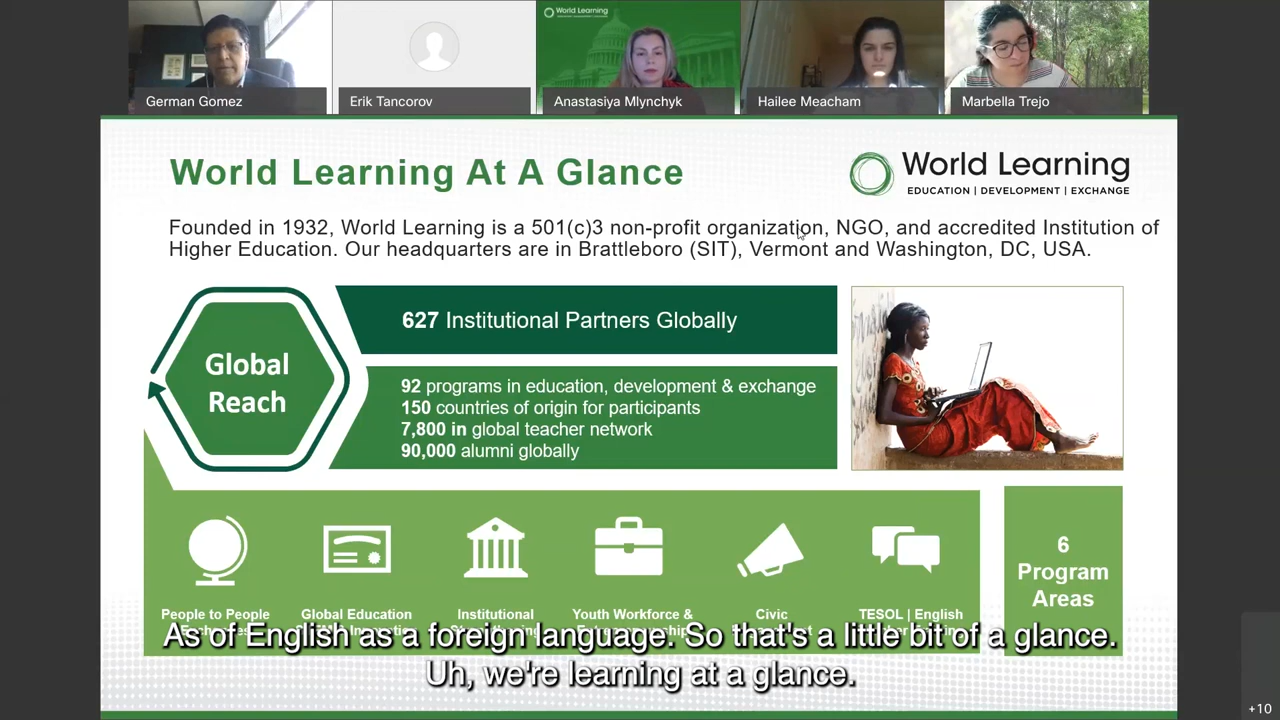 World Learning
German Gomez
Erik Tancorov
Anastasiya Mlynchyk
Hailee Meacham
Marbella Trejo
World Learning At A Glance
World Learning
EDUCATION | DEVELOPMENT | EXCHANGE
Founded in 1932, World Learning is a 501(c)3 non-profit organization, NGO, and accredited Institution of
Higher Education. Our headquarters are in Brattleboro (SIT), Vermont and Washington, DC, USA.
Global
Reach
627 Institutional Partners Globally
92 programs in education, development & exchange
150 countries of origin for participants
7,800 in global teacher network
90,000 alumni globally
People to People
Global Education
Institutional
Youth Workforce &
Civic
TESOL | English
6
Program
Areas
As of English as a foreign language. So that's a little bit of a glance.
Uh, we're learning at a glance.
+10